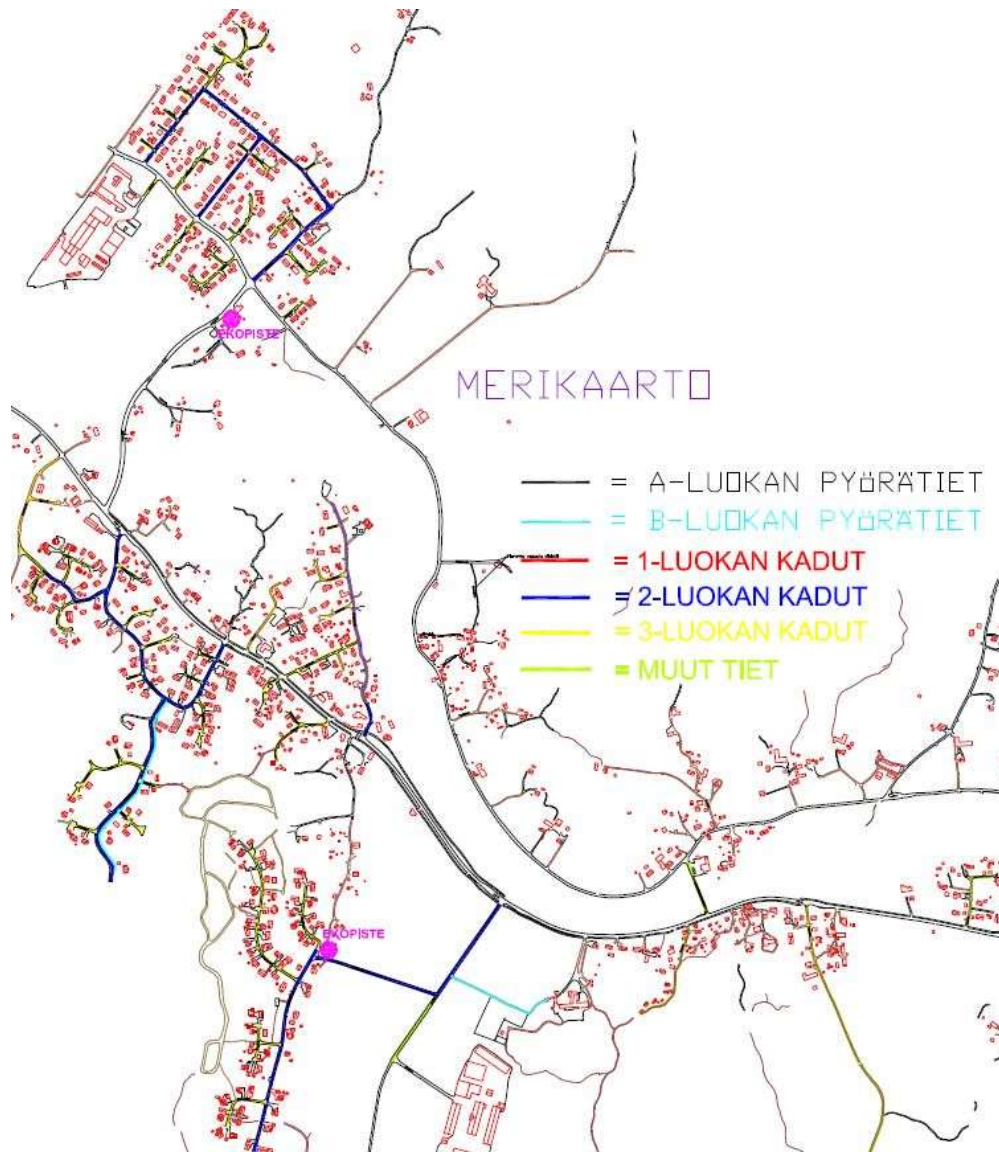 EKOPISTE
MERIKAARTO
= A-LUOKAN PYÖRÄTIET
= B-LUOKAN PYÖRÄTIET
= 1-LUOKAN KADUT
= 2-LUOKAN KADUT
= 3-LUOKAN KADUT
= MUUT TIET
EKOPISTE